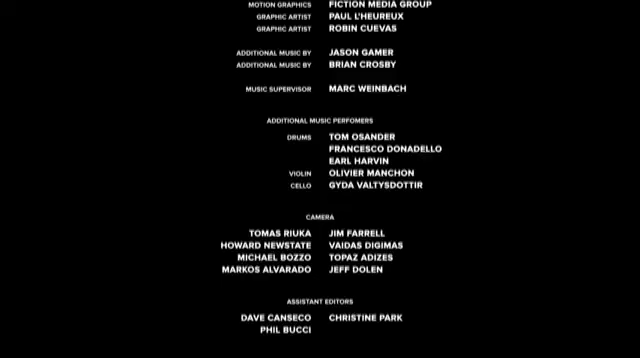 MOTION GRAPHICS FICTION MEDIA GROUP
GRAPHIC ARTIST PAUL L'HEUREUX
GRAPHIC ARTIST ROBIN CUEVAS
ADDITIONAL MUSIC BY JASON GAMER
ADDITIONAL MUSIC BY BRIAN CROSBY
MUSIC SUPERVISOR MARC WEINBACH
ADDITIONAL MUSIC PERFOMERS
DRUMS TOM OSANDER
FRANCESCO DONADELLO
EARL HARVIN
VIOLIN OLIVIER MANCHON
CELLO GYDA VALTYSDOTTIR
CAMERA
TOMAS RIUKA JIM FARRELL
HOWARD NEWSTATE VAIDAS DIGIMAS
MICHAEL BOZZO TOPAZ ADIZES
MARKOS ALVARADO JEFF DOLEN
ASSISTANT EDITORS
DAVE CANSECO CHRISTINE PARK
PHIL BUCCI